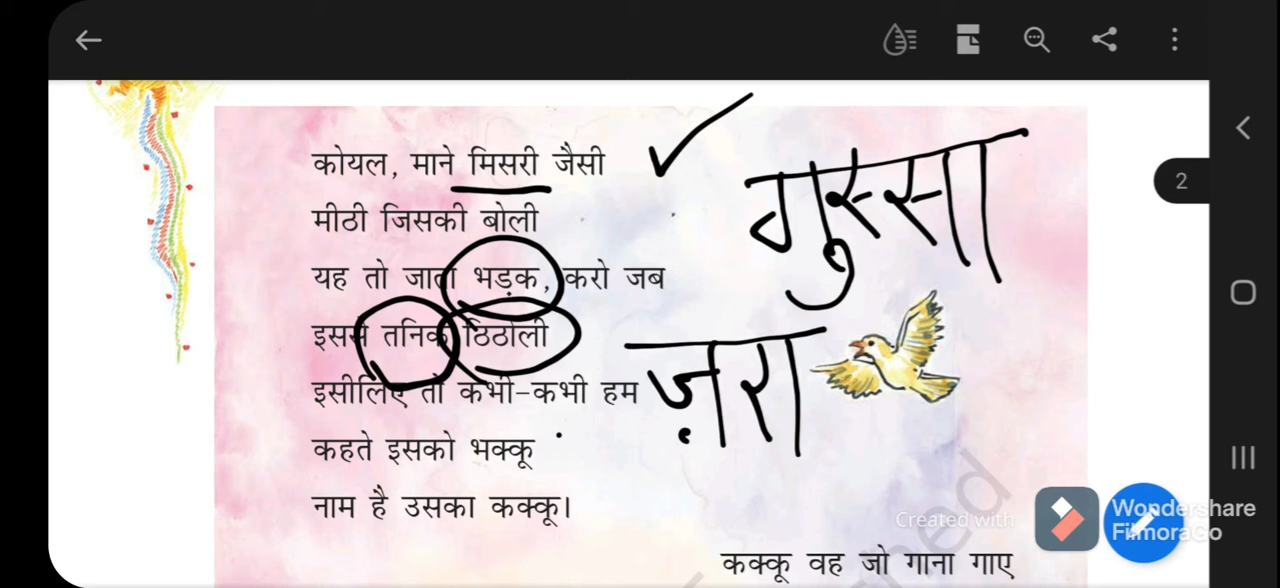 2
कोयल, माने मिसरी जैसी
मीठी जिसकी बोली
यह तो जाता भड़क, करो जब
इससे तनिक ठिठोली
इसीलिए तो कभी-कभी हम
कहते इसको भक्कू
नाम है उसका कक्कू।
गुस्सा
ज़रा
कक्कू वह जो गाना गाए
Created with
Wondershare
FilmoraGo